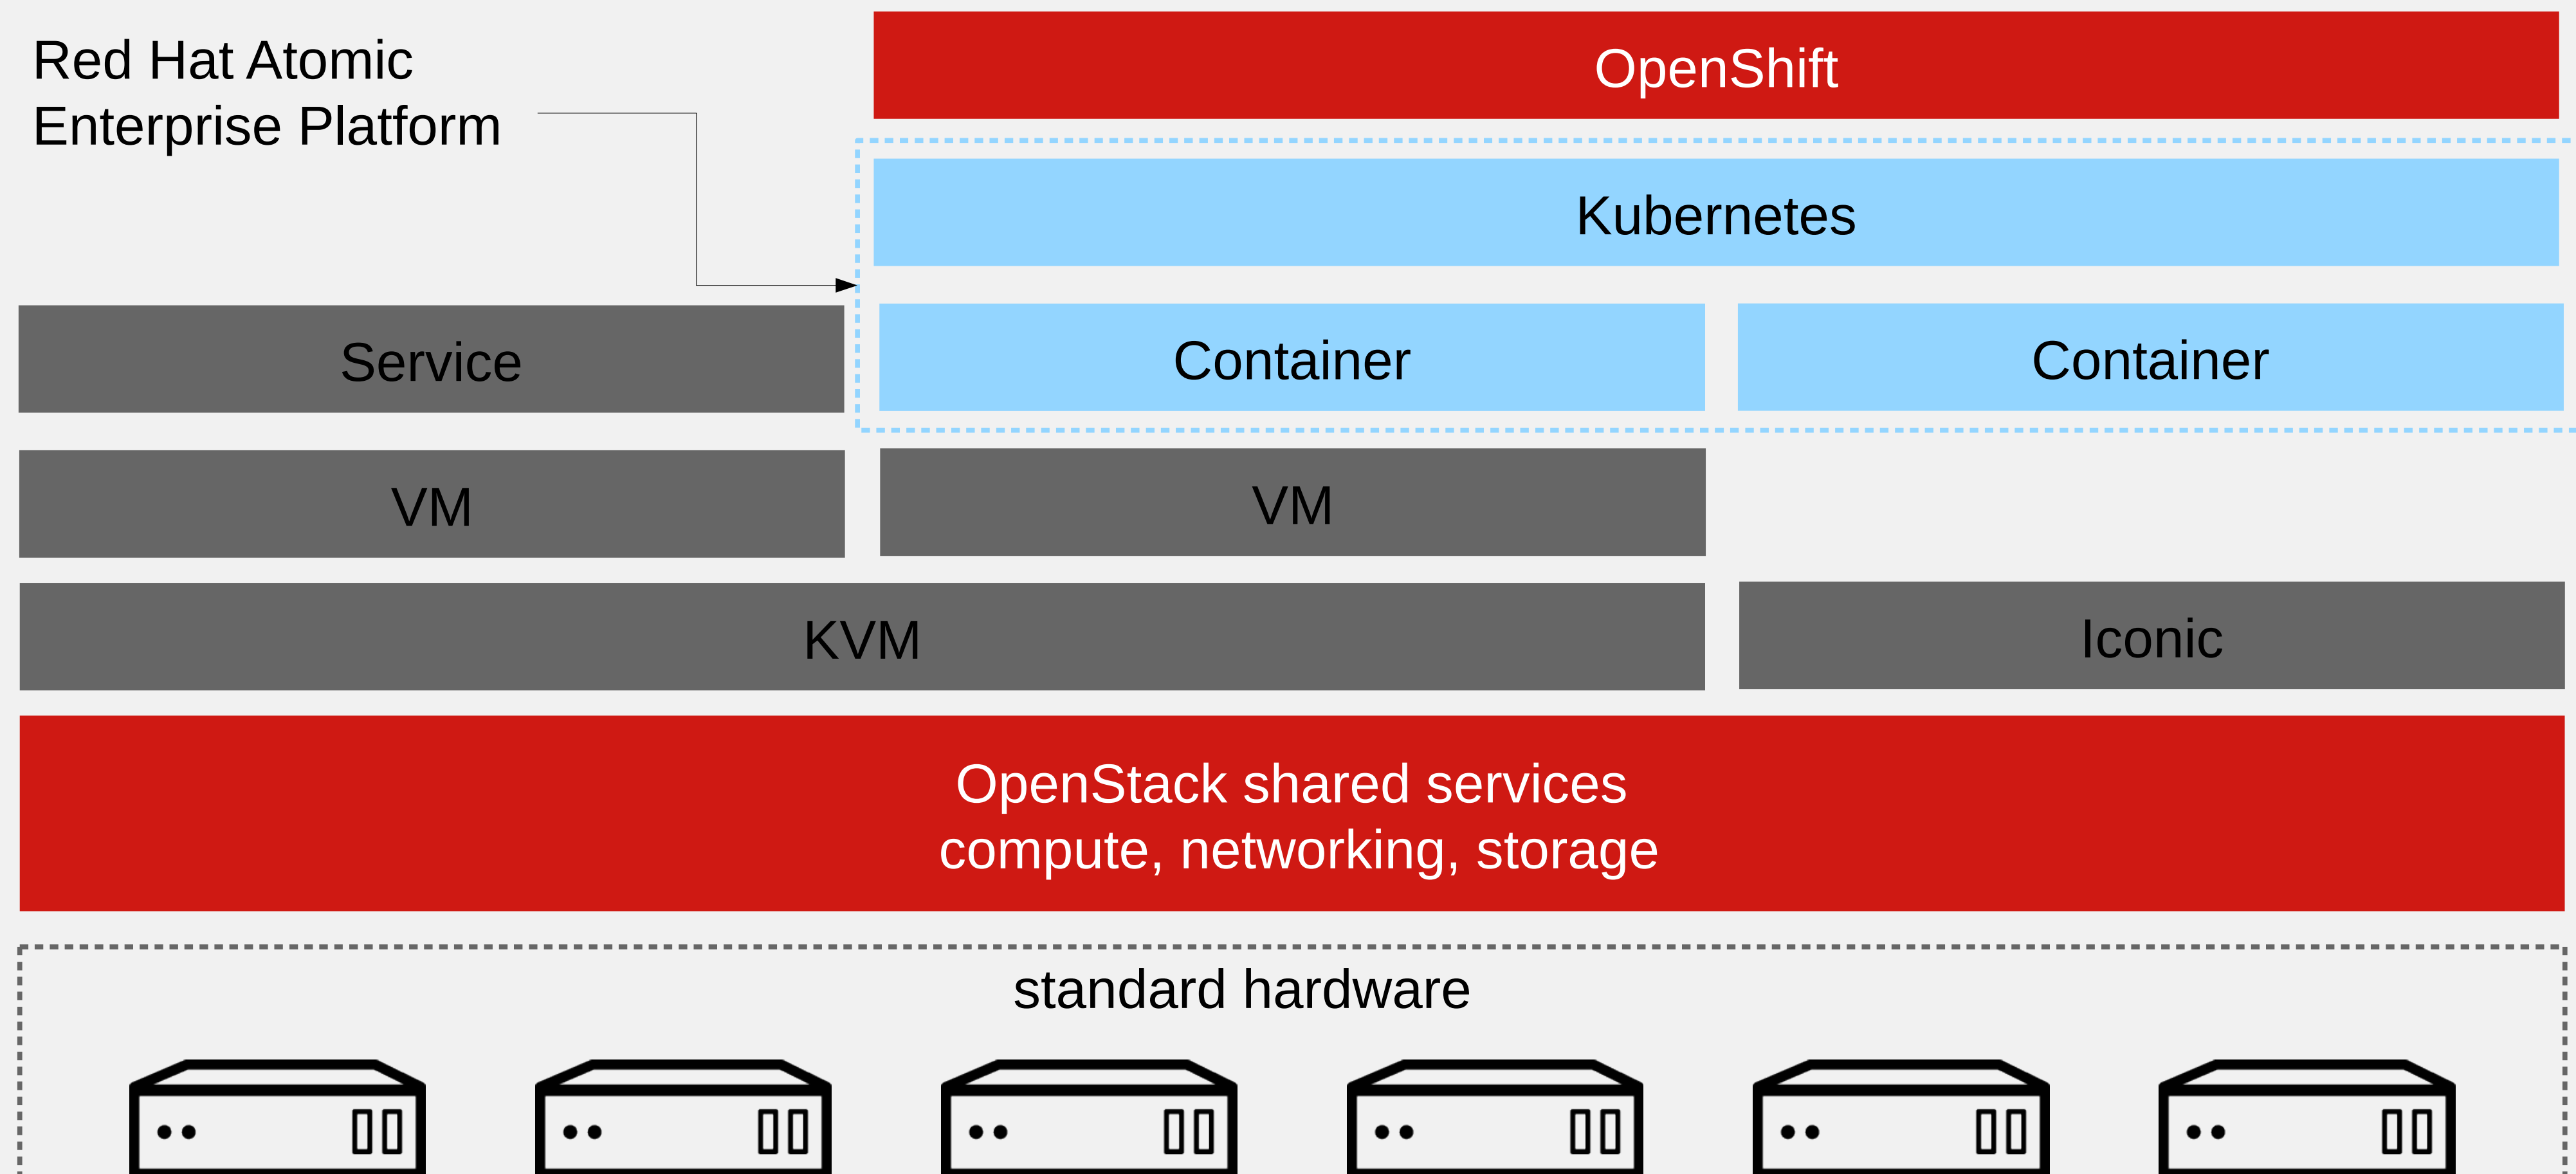 Red Hat Atomic
Enterprise Platform
OpenShift
Kubernetes
Service
Container
Container
VM
VM
KVM
Iconic
OpenStack shared services
compute, networking, storage
standard hardware